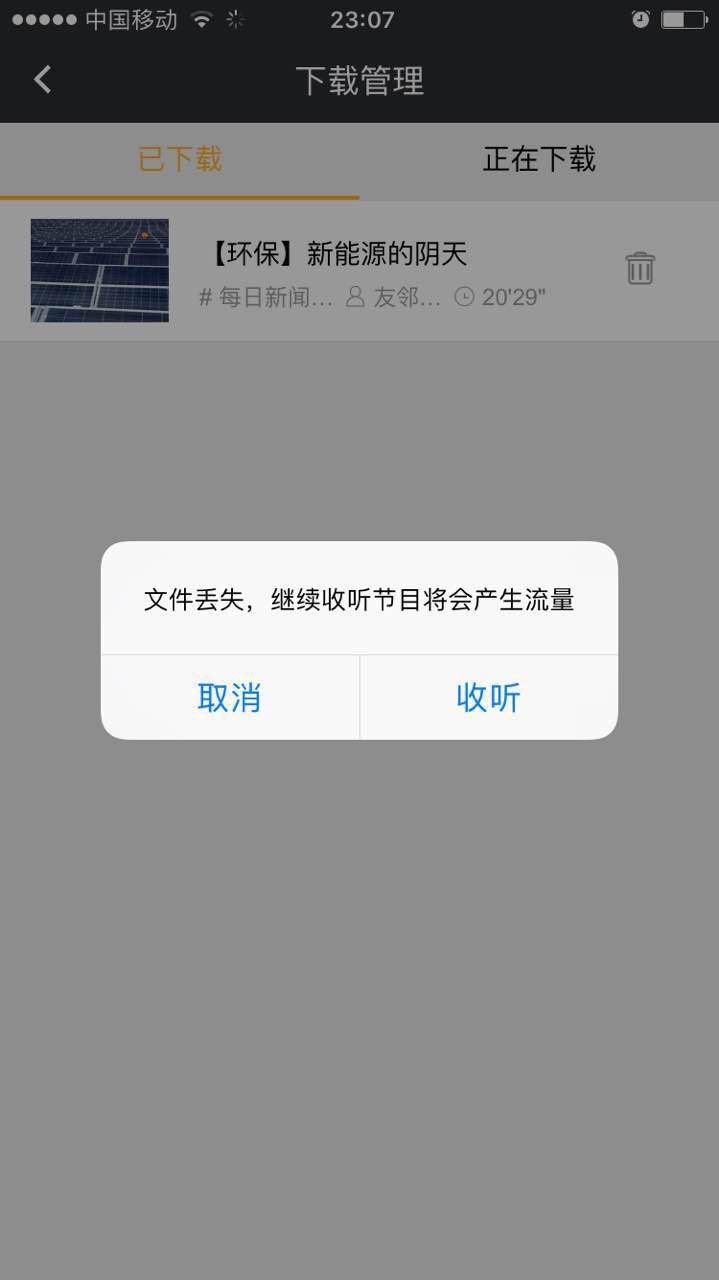 中国移动 23:07
下载管理
已下载 正在下载
【环保】新能源的阴天
# 每日新闻... 友邻... 20'29"
文件丢失，继续收听节目将会产生流量
取消 收听